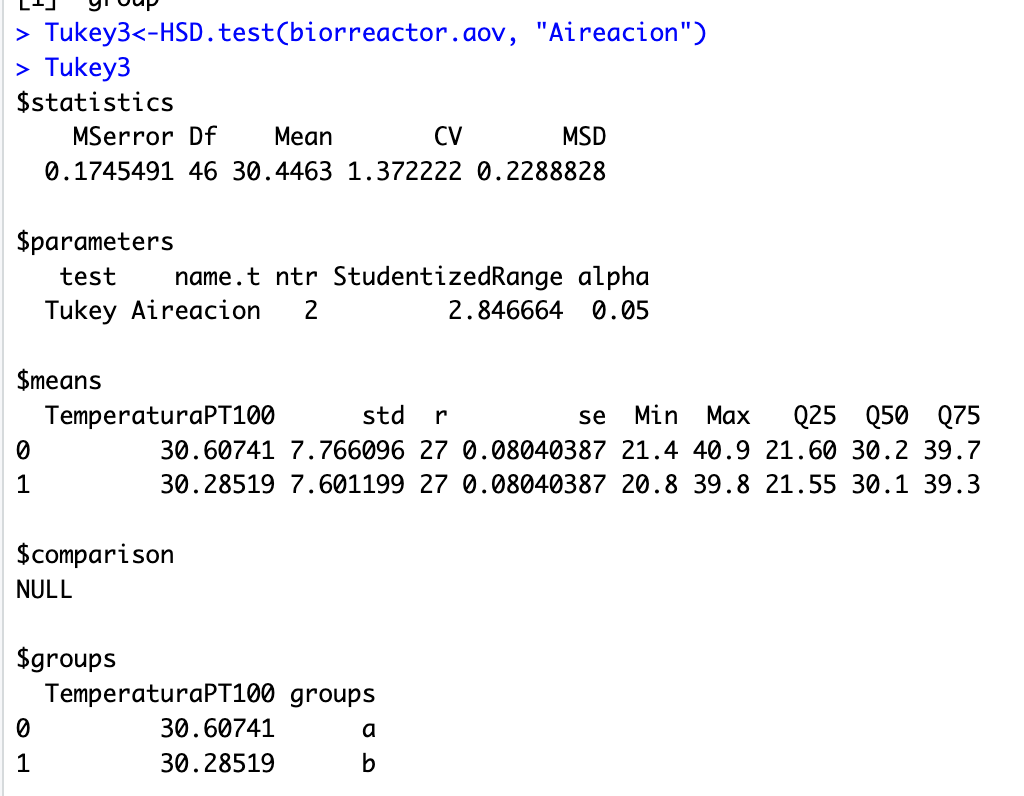 [1] "group"
> Tukey3<-HSD.test(biorreactor.aov, "Aireacion")
> Tukey3
$statistics
    MSerror Df    Mean       CV       MSD
  0.1745491 46 30.4463 1.372222 0.2288828

$parameters
   test    name.t ntr StudentizedRange alpha
  Tukey Aireacion   2         2.846664  0.05

$means
  TemperaturaPT100      std  r         se  Min  Max   Q25  Q50  Q75
0         30.60741 7.766096 27 0.08040387 21.4 40.9 21.60 30.2 39.7
1         30.28519 7.601199 27 0.08040387 20.8 39.8 21.55 30.1 39.3

$comparison
NULL

$groups
  TemperaturaPT100 groups
0         30.60741      a
1         30.28519      b